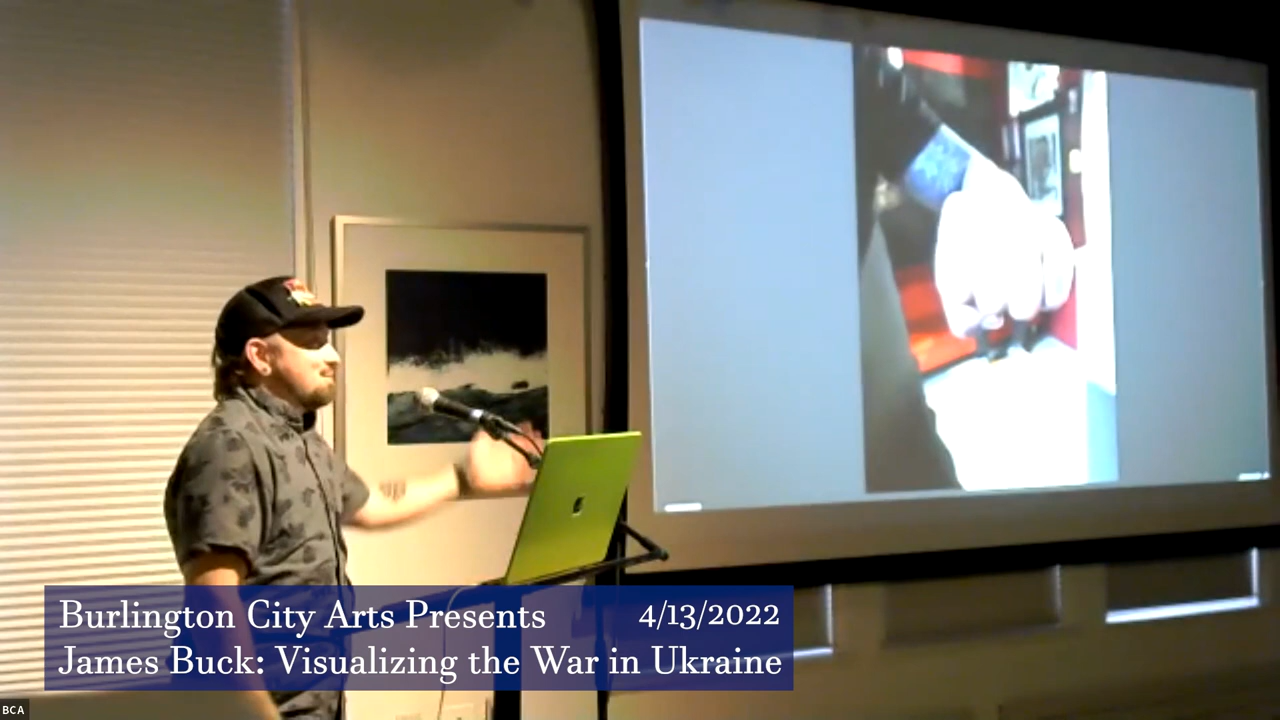 Burlington City Arts Presents 4/13/2022
James Buck: Visualizing the War in Ukraine
BCA